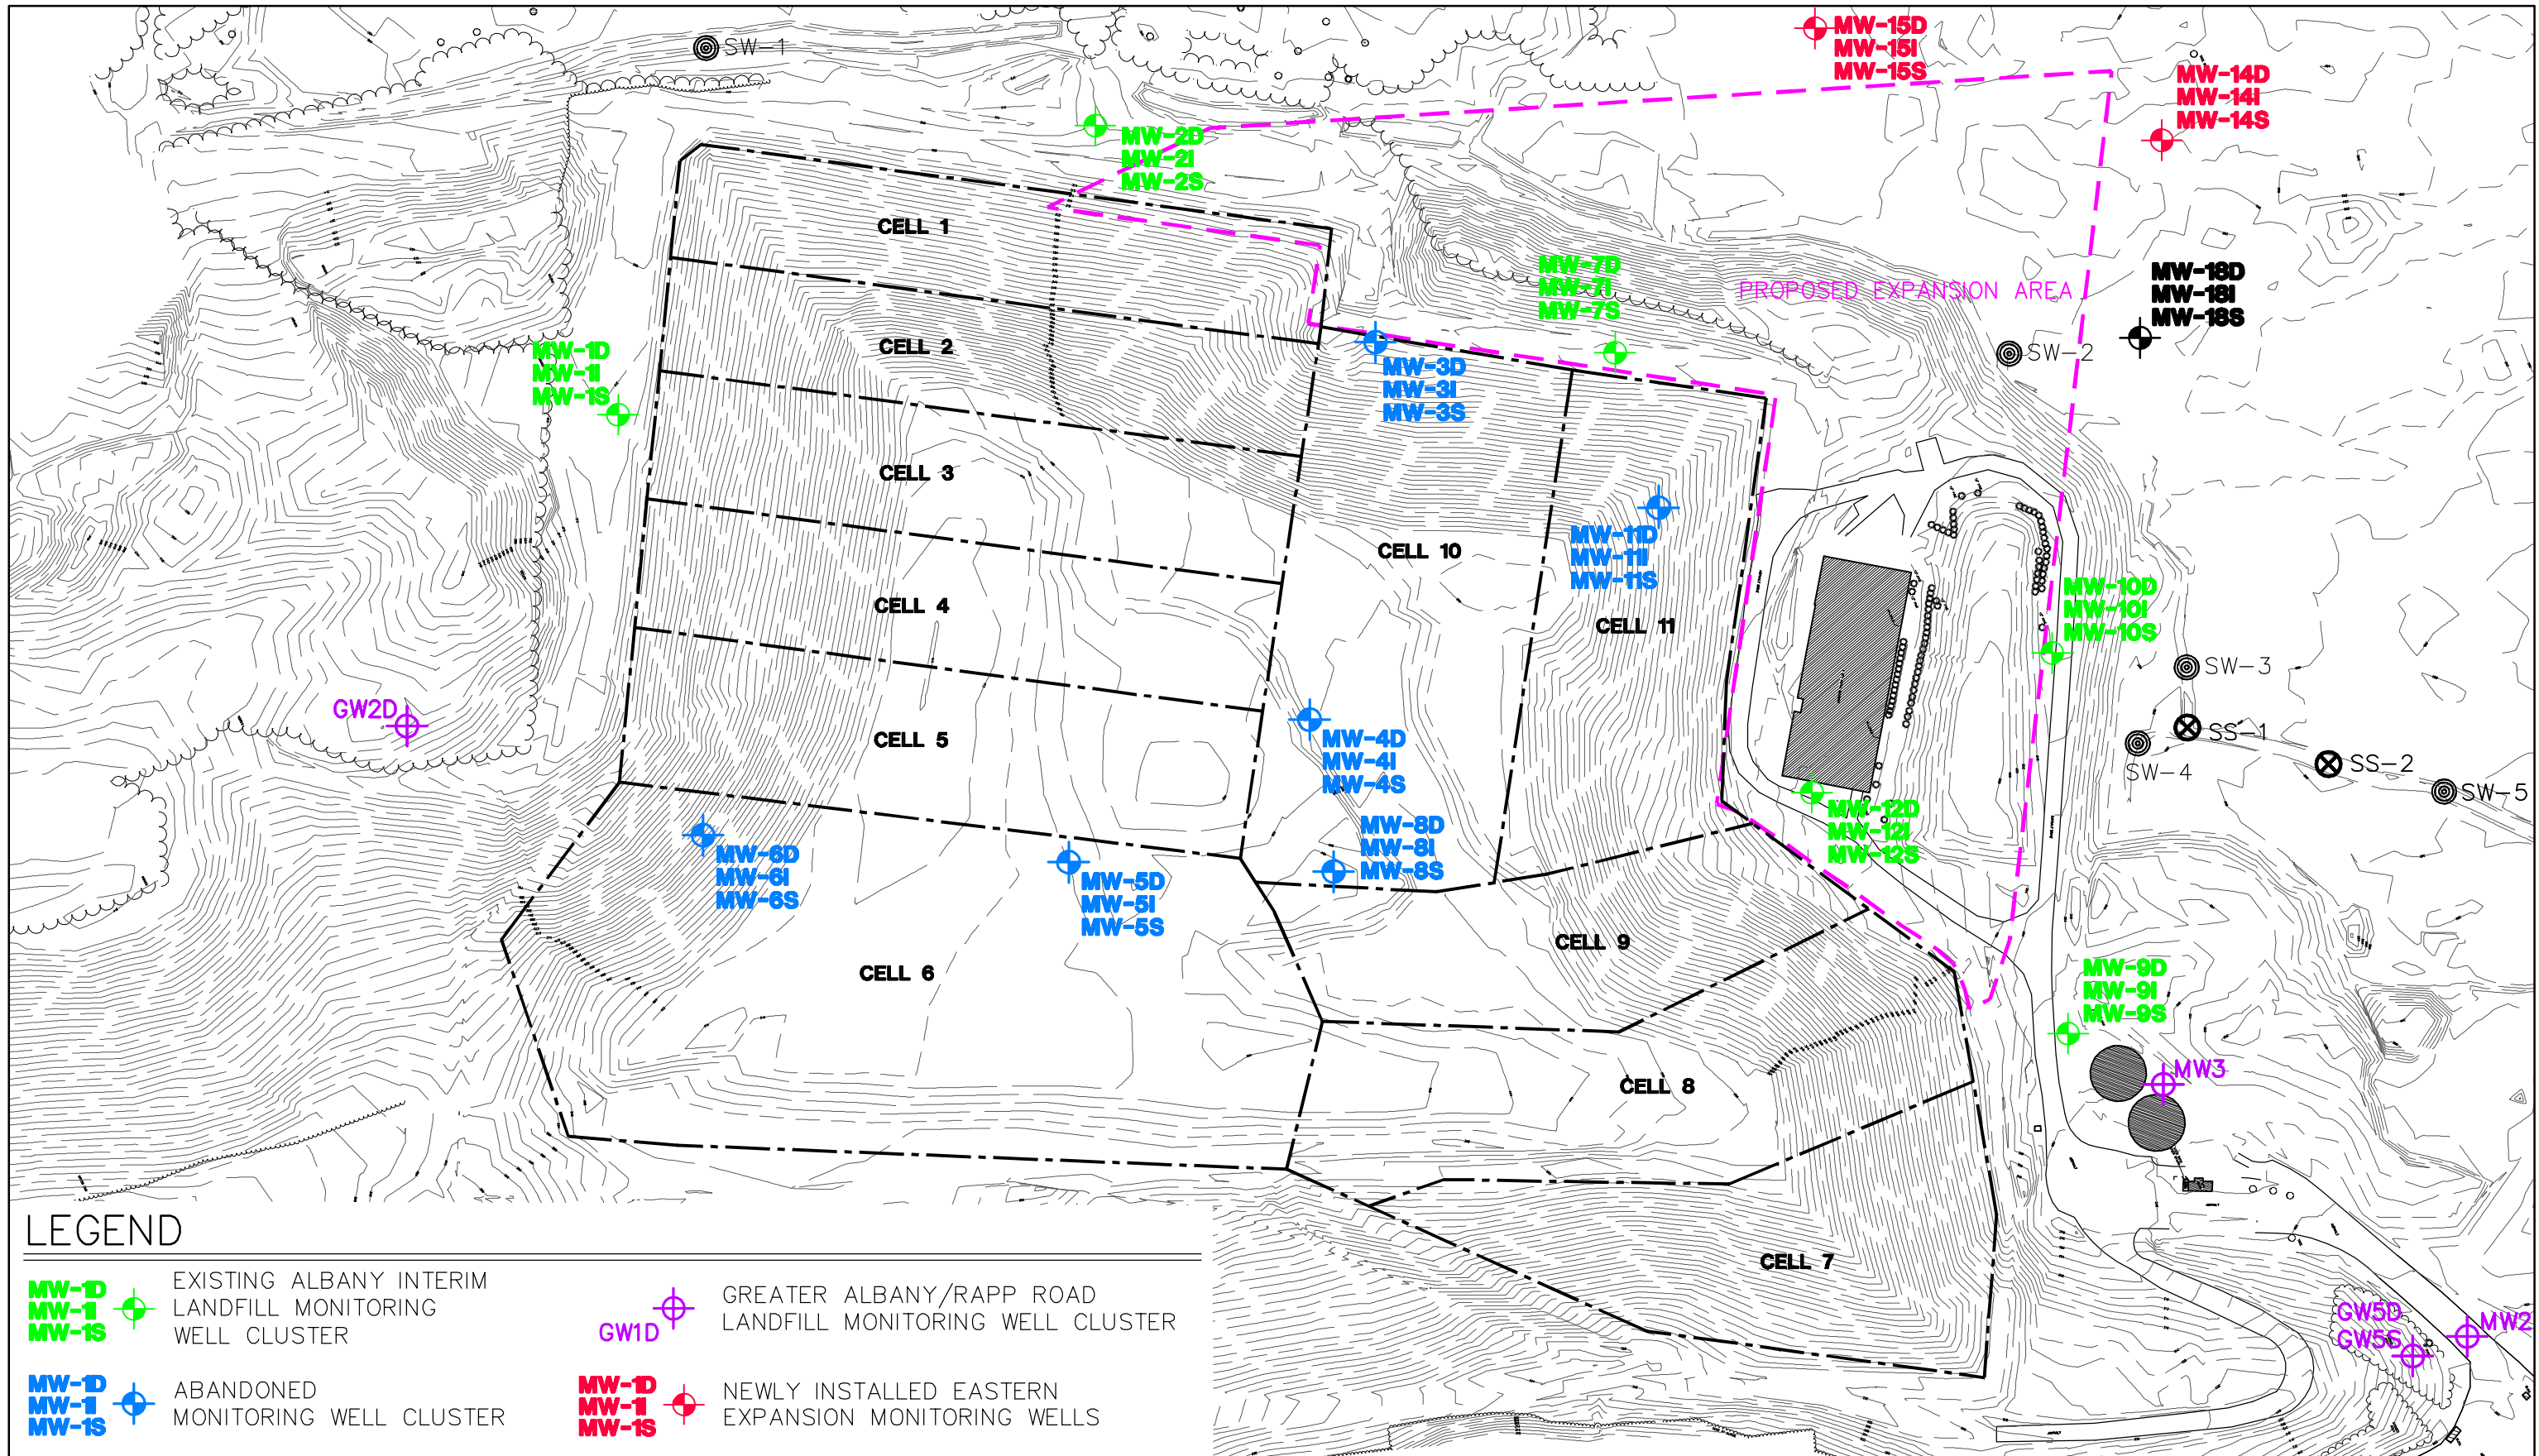 SW-1
MW-15D
MW-15I
MW-15S
MW-14D
MW-14I
MW-14S
MW-2D
MW-2I
MW-2S
CELL 1
MW-7D
MW-7I
MW-7S
PROPOSED EXPANSION AREA
MW-18D
MW-18I
MW-18S
CELL 2
MW-1D
MW-1I
MW-1S
MW-3D
MW-3I
MW-3S
SW-2
CELL 3
CELL 10
MW-11D
MW-11I
MW-11S
CELL 4
CELL 11
MW-10D
MW-10I
MW-10S
SW-3
GW2D
CELL 5
MW-4D
MW-4I
MW-4S
SS-1
SW-4
SS-2
SW-5
MW-12D
MW-12I
MW-12S
MW-8D
MW-8I
MW-8S
MW-6D
MW-6I
MW-6S
MW-5D
MW-5I
MW-5S
CELL 9
CELL 6
MW-9D
MW-9I
MW-9S
MW3
CELL 8
CELL 7
GW5D
GW5S
MW2
LEGEND
MW-1D
MW-1I
MW-1S
EXISTING ALBANY INTERIM
LANDFILL MONITORING
WELL CLUSTER
GW1D
GREATER ALBANY/RAPP ROAD
LANDFILL MONITORING WELL CLUSTER
MW-1D
MW-1I
MW-1S
ABANDONED
MONITORING WELL CLUSTER
MW-1D
MW-1I
MW-1S
NEWLY INSTALLED EASTERN
EXPANSION MONITORING WELLS